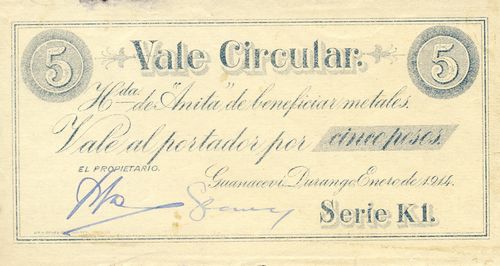 5 Vale Circular. 5
Hda. de "Anita" de beneficiar metales.
Vale al portador por cinco pesos.
EL PROPIETARIO.
Guanaceví, Durango, Enero de 1914.
Serie K1.